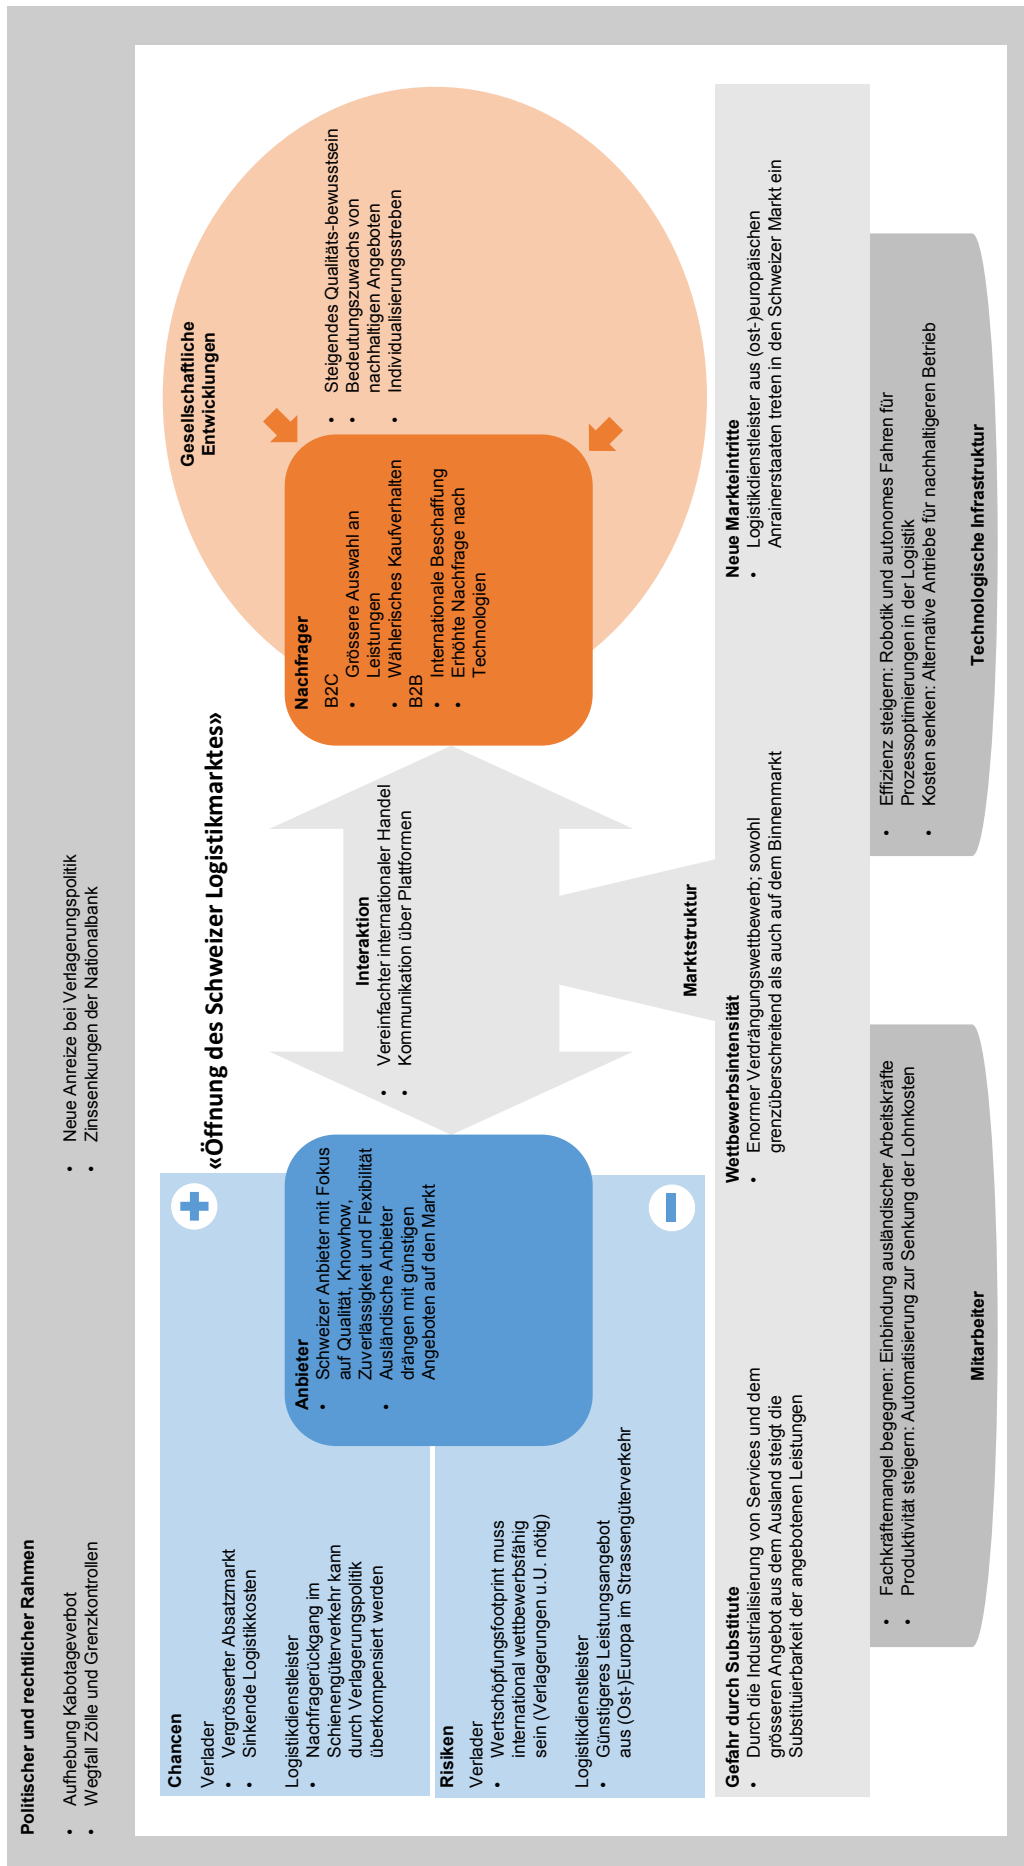 Politischer und rechtlicher Rahmen
• Aufhebung Kabotageverbot
• Wegfall Zölle und Grenzkontrollen
• Neue Anreize bei Verlagerungspolitik
• Zinssenkungen der Nationalbank
«Öffnung des Schweizer Logistikmarktes»
Chancen
Verlader
• Vergrösserter Absatzmarkt
• Sinkende Logistikkosten
Logistikdienstleister
• Nachfragerückgang im
Schienengüterverkehr kann
durch Verlagerungspolitik
überkompensiert werden
Risiken
Verlader
• Wertschöpfungsfootprint muss
international wettbewerbsfähig
sein (Verlagerungen u.U. nötig)
Logistikdienstleister
• Günstigeres Leistungsangebot
aus (Ost-)Europa im Strassengüterverkehr
Anbieter
• Schweizer Anbieter mit Fokus
auf Qualität, Knowhow,
Zuverlässigkeit und Flexibilität
• Ausländische Anbieter
drängen mit günstigen
Angeboten auf den Markt
Interaktion
• Vereinfachter internationaler Handel
• Kommunikation über Plattformen
Nachfrager
B2C
• Grössere Auswahl an
Leistungen
• Wählerisches Kaufverhalten
B2B
• Internationale Beschaffung
• Erhöhte Nachfrage nach
Technologien
Gesellschaftliche
Entwicklungen
• Steigendes Qualitäts-bewusstsein
• Bedeutungszuwachs von
nachhaltigen Angeboten
• Individualisierungsstreben
Marktstruktur
Gefahr durch Substitute
• Durch die Industrialisierung von Services und dem
grösseren Angebot aus dem Ausland steigt die
Substituierbarkeit der angebotenen Leistungen
Wettbewerbsintensität
• Enormer Verdrängungswettbewerb; sowohl
grenzüberschreitend als auch auf dem Binnenmarkt
Neue Markteintritte
• Logistikdienstleister aus (ost-)europäischen
Anrainerstaaten treten in den Schweizer Markt ein
• Fachkräftemangel begegnen: Einbindung ausländischer Arbeitskräfte
• Produktivität steigern: Automatisierung zur Senkung der Lohnkosten
Mitarbeiter
• Effizienz steigern: Robotik und autonomes Fahren für
Prozessoptimierungen in der Logistik
• Kosten senken: Alternative Antriebe für nachhaltigeren Betrieb
Technologische Infrastruktur